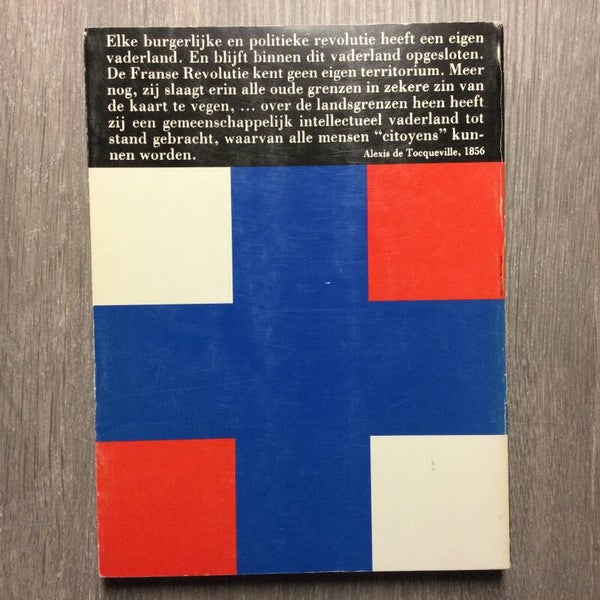 Elke burgerlijke en politieke revolutie heeft een eigen
vaderland. En blijft binnen dit vaderland opgesloten.
De Franse Revolutie kent geen eigen territorium. Meer
nog, zij slaagt erin alle oude grenzen in zekere zin van
de kaart te vegen, ... over de landsgrenzen heen heeft
zij een gemeenschappelijk intellectueel vaderland tot
stand gebracht, waarvan alle mensen “citoyens” kun-
nen worden.
Alexis de Tocqueville, 1856